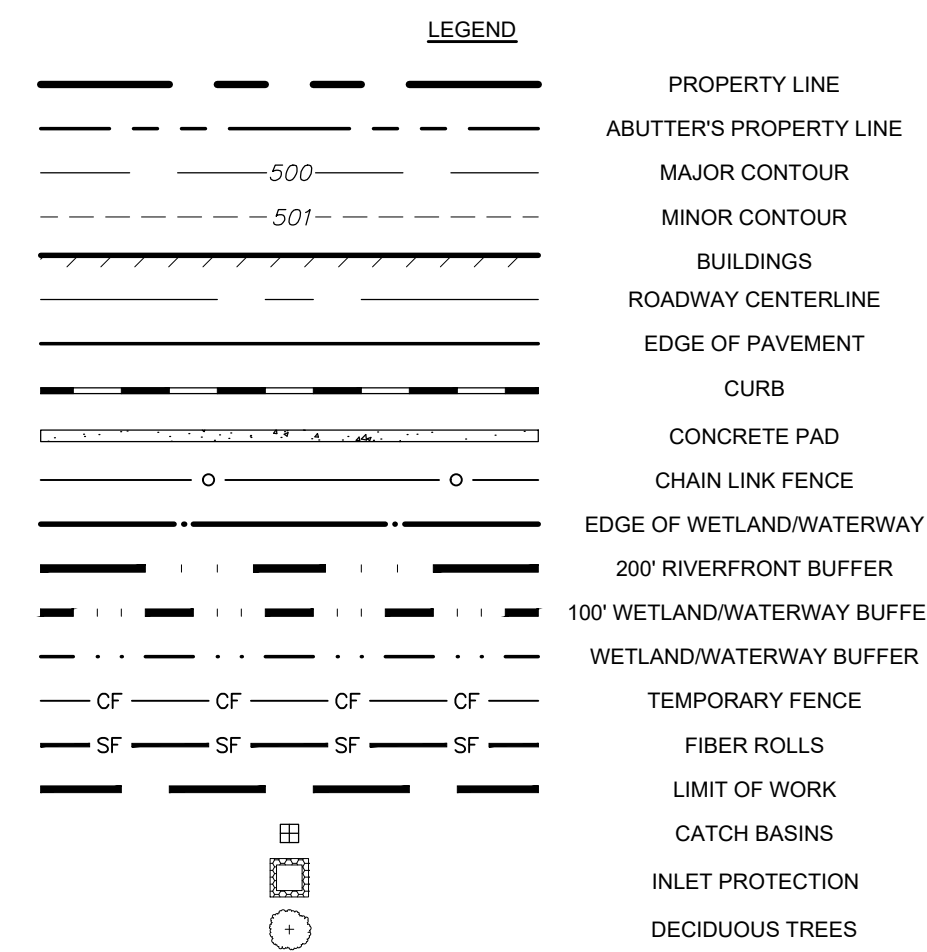 LEGEND
PROPERTY LINE
ABUTTER'S PROPERTY LINE
500 MAJOR CONTOUR
501 MINOR CONTOUR
BUILDINGS
ROADWAY CENTERLINE
EDGE OF PAVEMENT
CURB
CONCRETE PAD
CHAIN LINK FENCE
EDGE OF WETLAND/WATERWAY
200' RIVERFRONT BUFFER
100' WETLAND/WATERWAY BUFFE
WETLAND/WATERWAY BUFFER
CF CF CF CF TEMPORARY FENCE
SF SF SF SF FIBER ROLLS
LIMIT OF WORK
CATCH BASINS
INLET PROTECTION
DECIDUOUS TREES